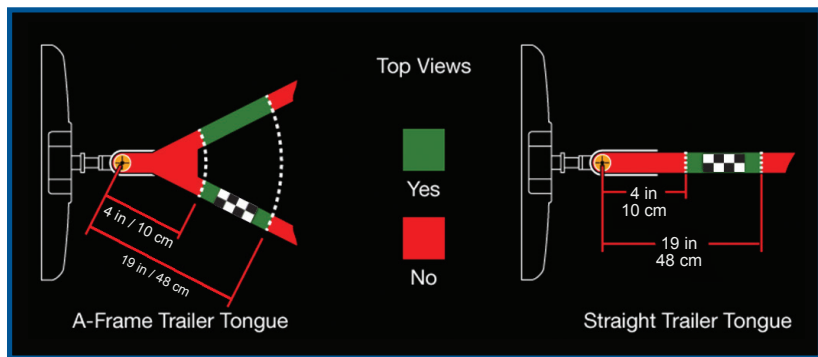 Top Views
Yes
No
4 in / 10 cm
19 in / 48 cm
A-Frame Trailer Tongue
4 in
10 cm
19 in
48 cm
Straight Trailer Tongue